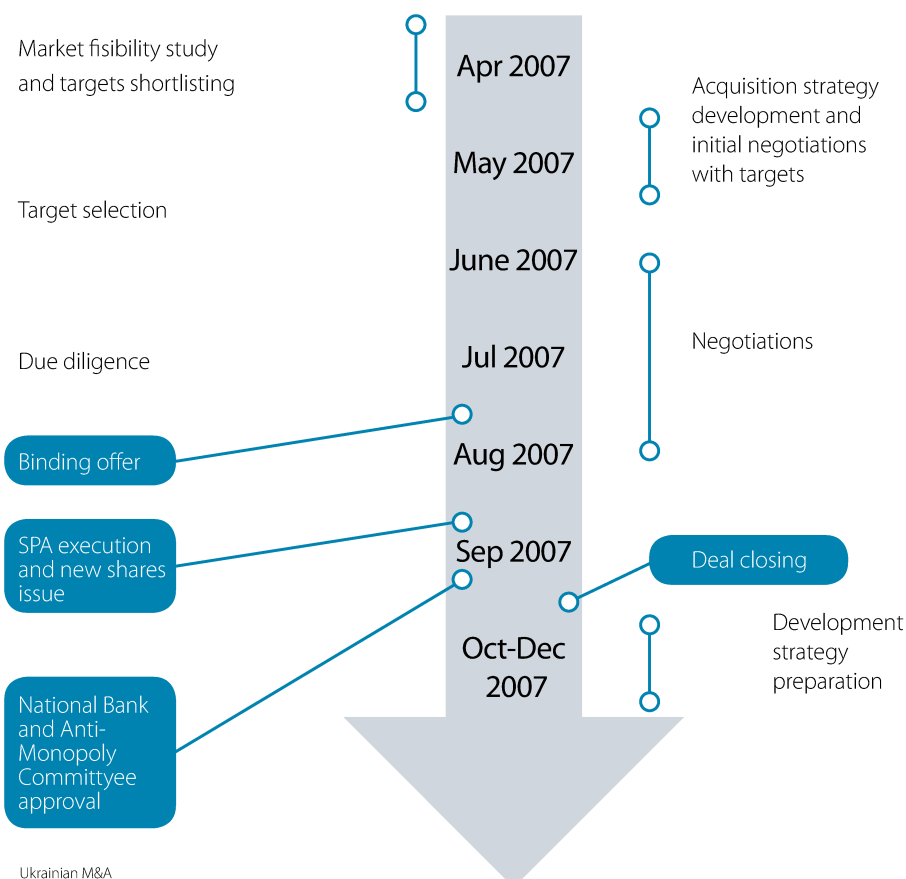 Market fisibility study
and targets shortlisting
Apr 2007
Acquisition strategy
development and
initial negotiations
with targets
May 2007
Target selection
June 2007
Negotiations
Jul 2007
Due diligence
Aug 2007
Binding offer
SPA execution
and new shares
issue
Sep 2007
Deal closing
Oct-Dec
2007
Development
strategy
preparation
National Bank
and Anti-
Monopoly
Committyee
approval
Ukrainian M&A